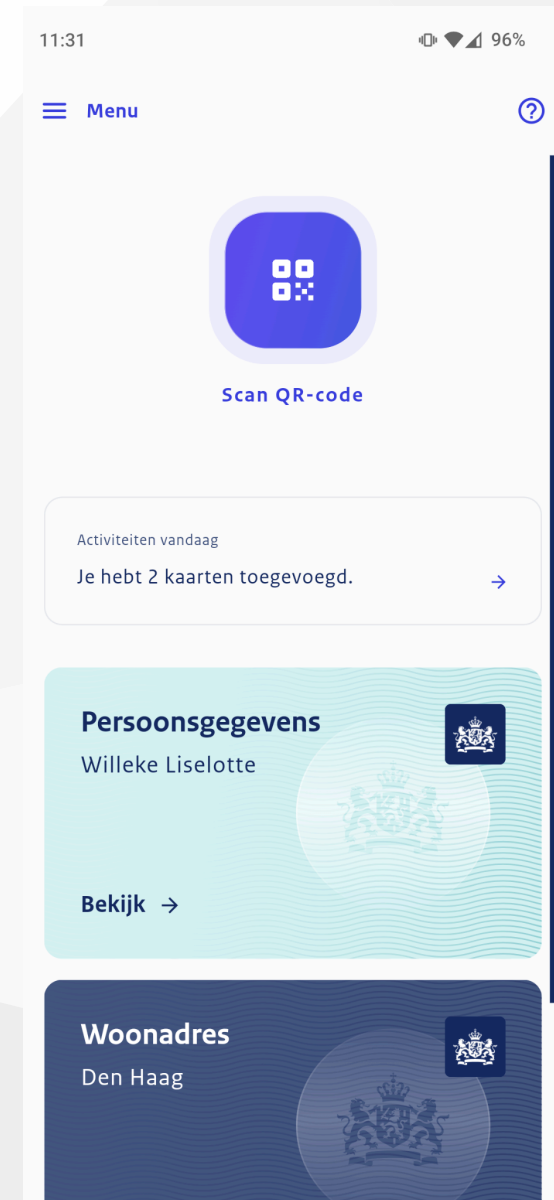 11:31
96%
Menu
Scan QR-code
Activiteiten vandaag
Je hebt 2 kaarten toegevoegd.
Persoonsgegevens
Willeke Liselotte
Bekijk
Woonadres
Den Haag